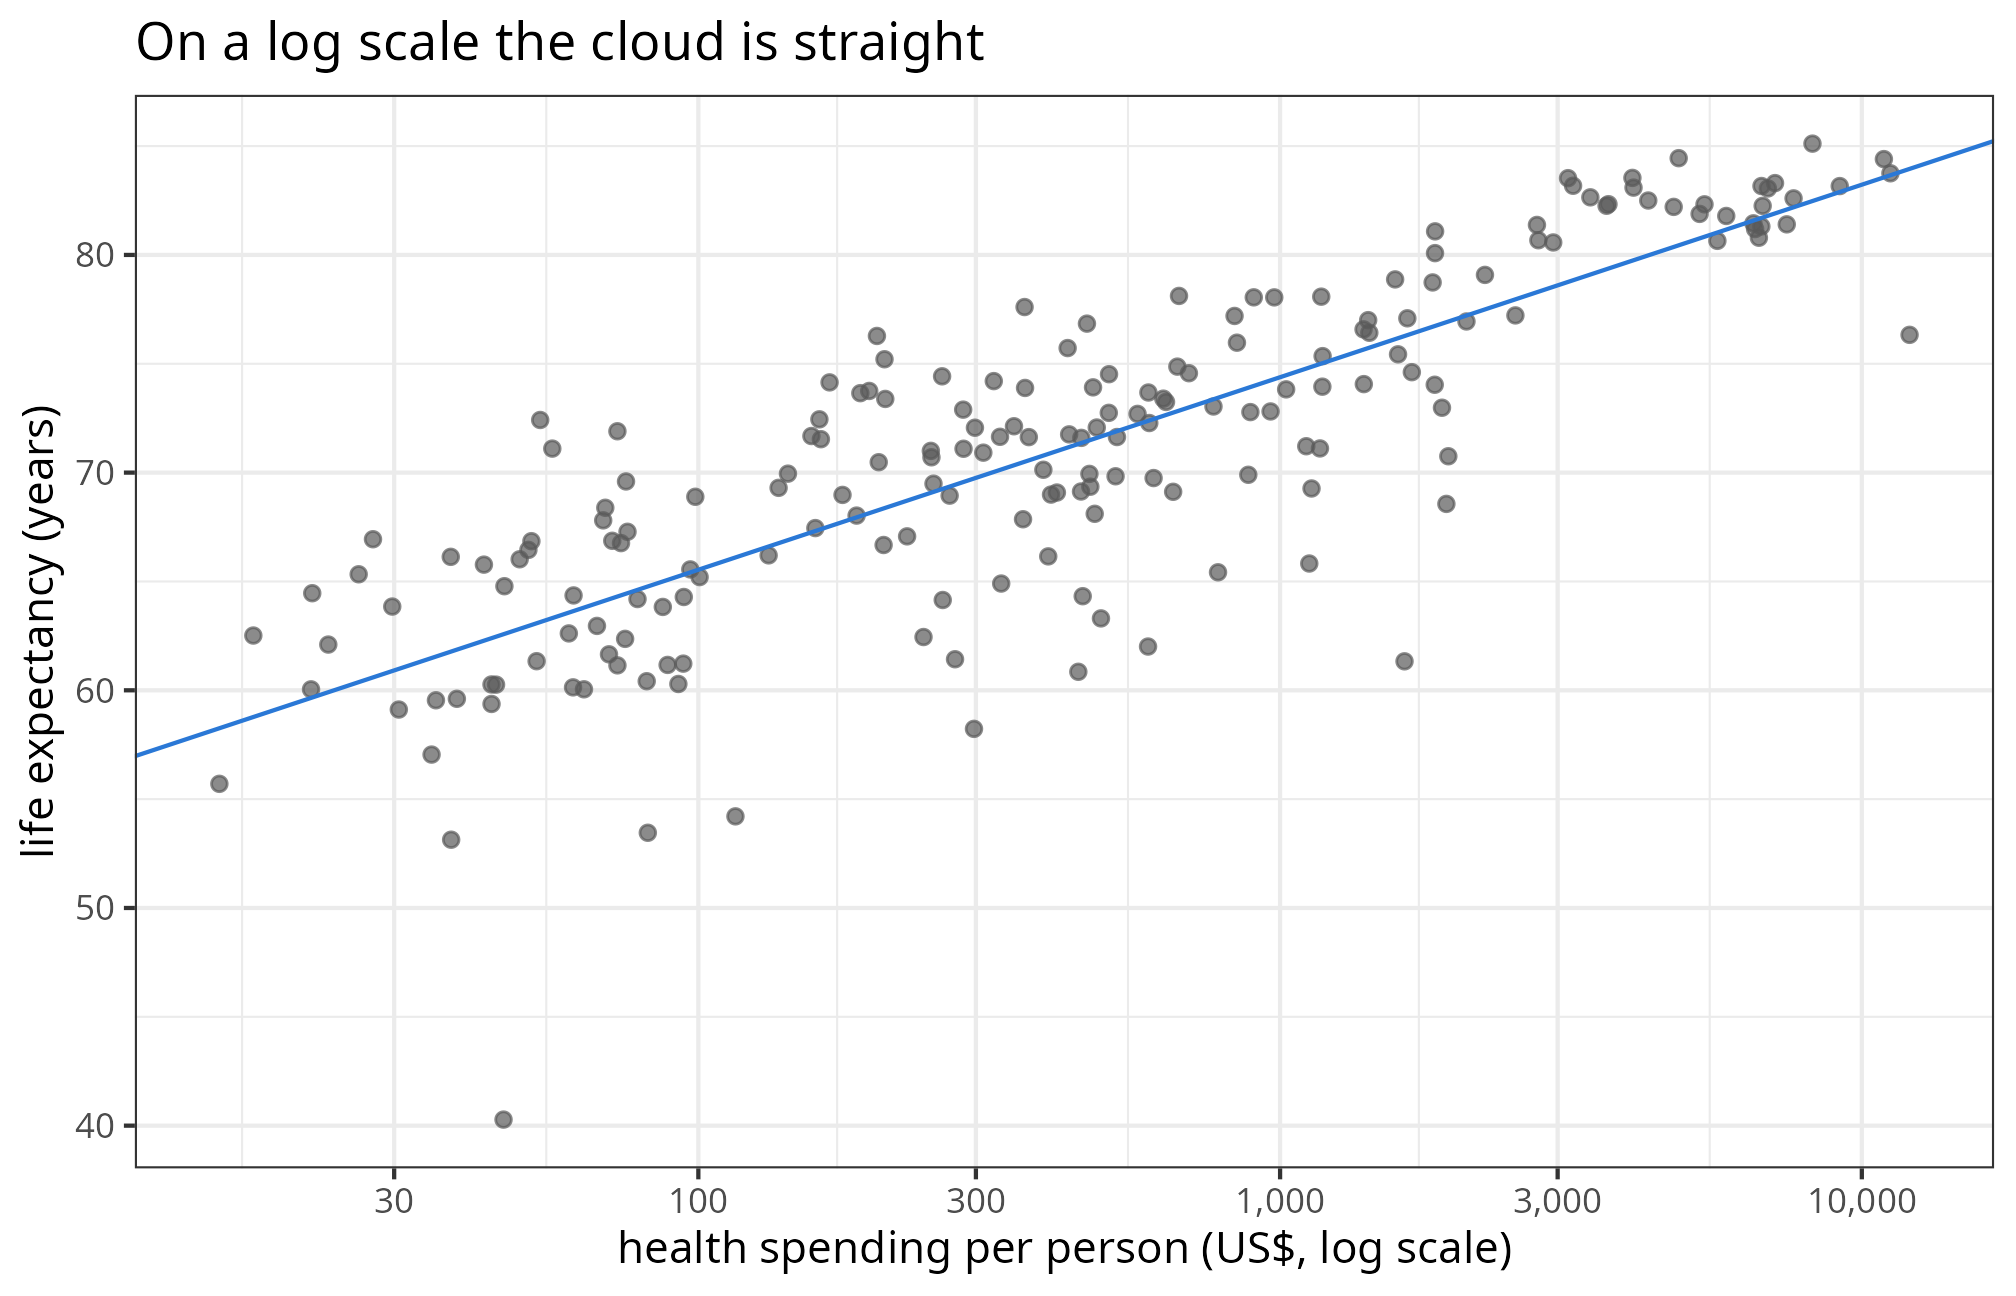 On a log scale the cloud is straight
life expectancy (years)
80
70
60
50
40
30 100 300 1,000 3,000 10,000
health spending per person (US$, log scale)